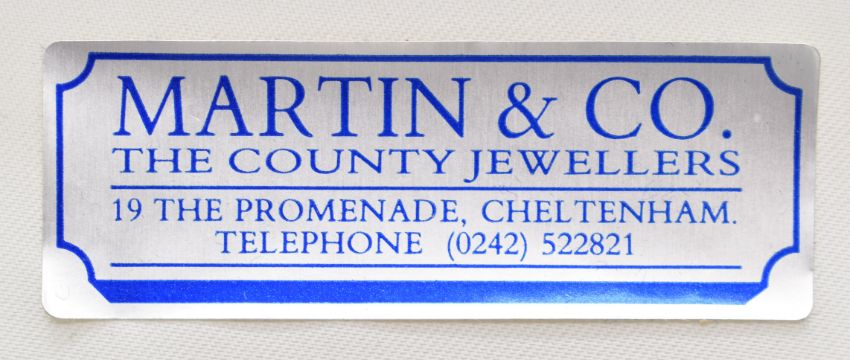 MARTIN & CO.
THE COUNTY JEWELLERS
19 THE PROMENADE, CHELTENHAM.
TELEPHONE (0242) 522821